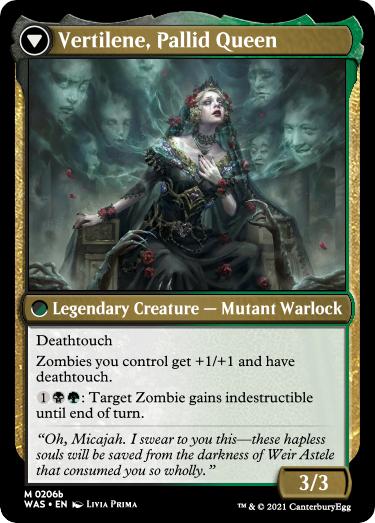 Vertilene, Pallid Queen
Legendary Creature — Mutant Warlock
Deathtouch
Zombies you control get +1/+1 and have
deathtouch.
1: Target Zombie gains indestructible
until end of turn.
“Oh, Micajah. I swear to you this—these hapless
souls will be saved from the darkness of Weir Astele
that consumed you so wholly.”
3/3
M 0206b
WAS • EN Livia Prima
™ & © 2021 CanterburyEgg